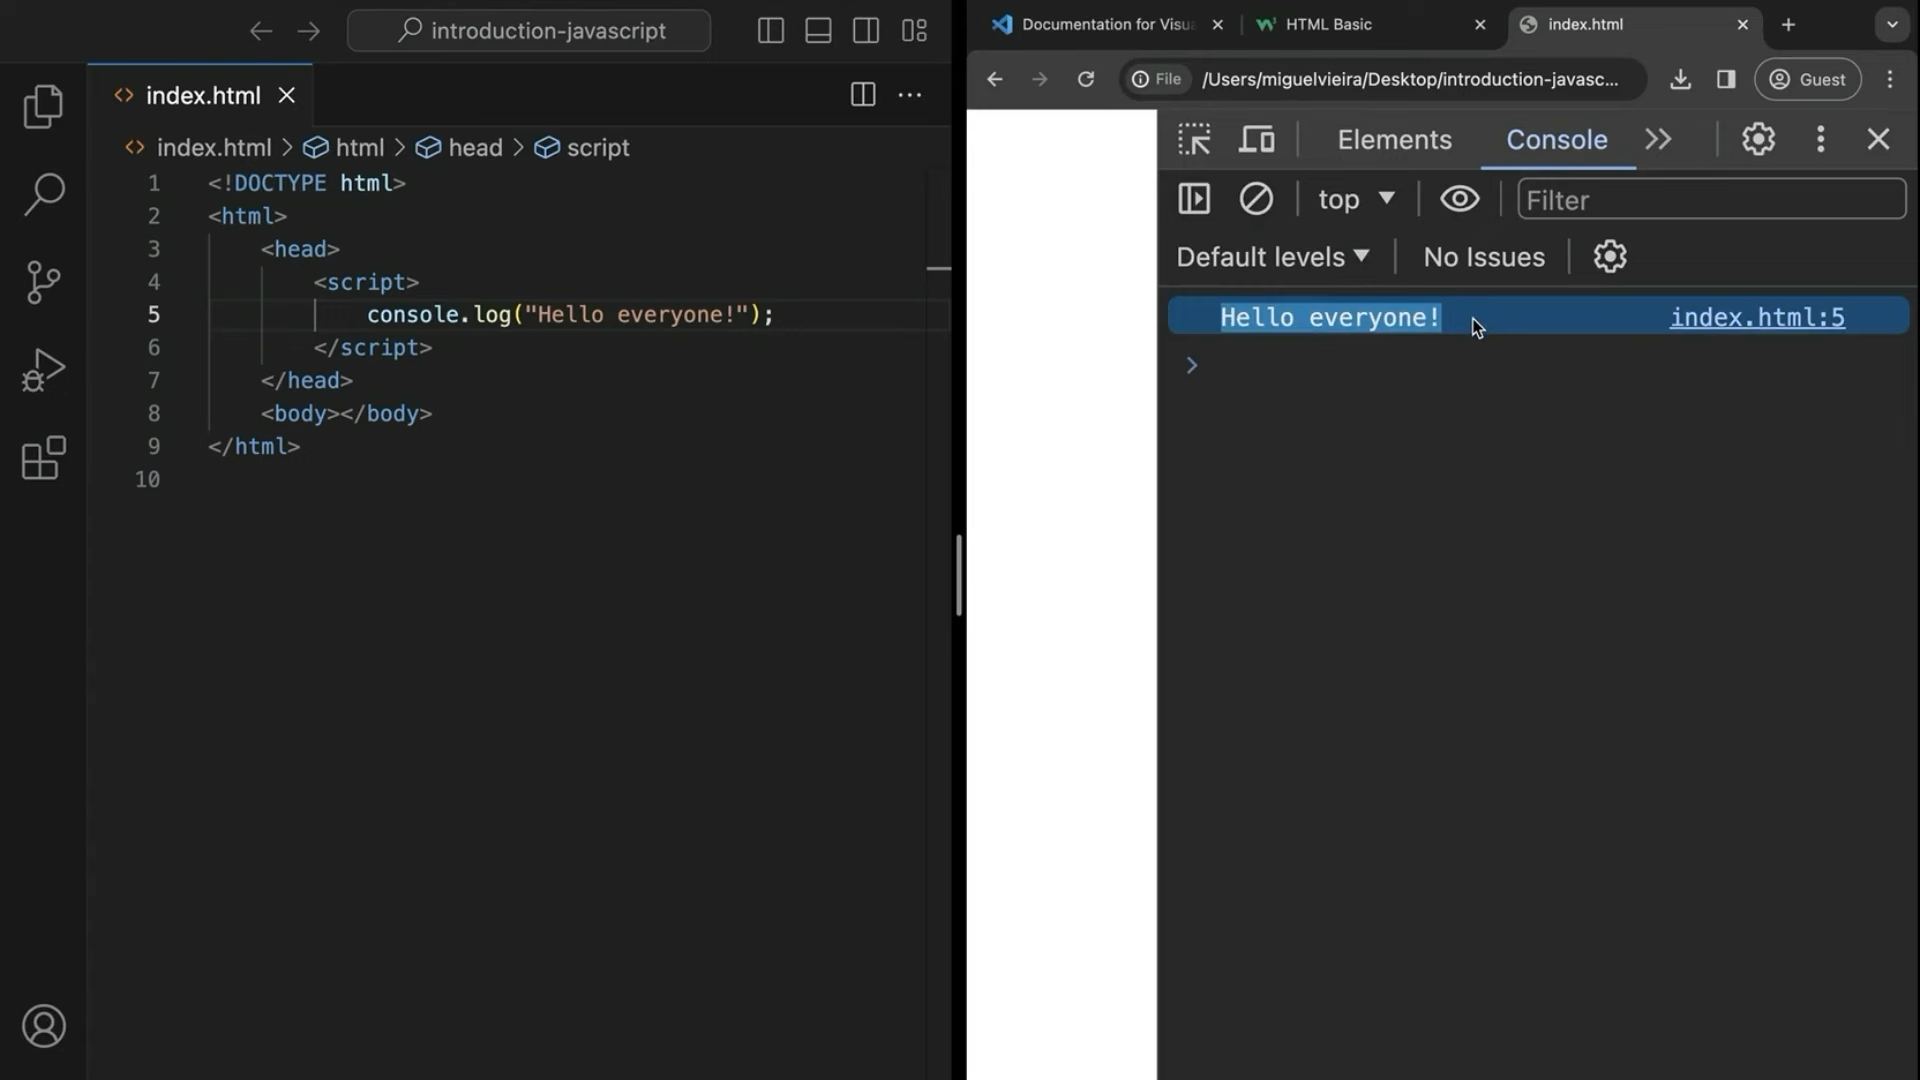 introduction-javascript
index.html
index.html > html > head > script
1 <!DOCTYPE html>
2 <html>
3 <head>
4 <script>
5 console.log("Hello everyone!");
6 </script>
7 </head>
8 <body></body>
9 </html>
10
Documentation for Visua
HTML Basic
index.html
File /Users/miguelvieira/Desktop/introduction-javasc...
Guest
Elements Console
top Filter
Default levels No Issues
Hello everyone! index.html:5
>